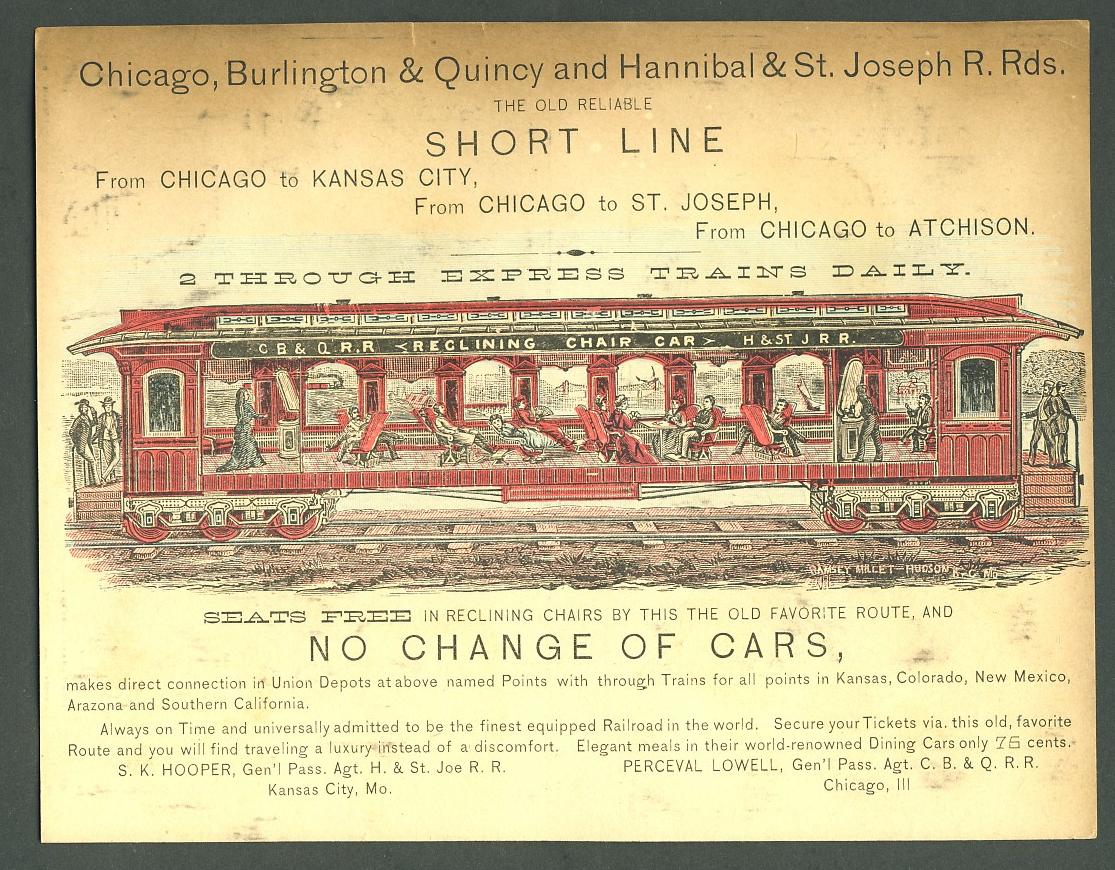 Chicago, Burlington & Quincy and Hannibal & St. Joseph R. Rds.
THE OLD RELIABLE
SHORT LINE
From CHICAGO to KANSAS CITY,
From CHICAGO to ST. JOSEPH,
From CHICAGO to ATCHISON.
2 THROUGH EXPRESS TRAINS DAILY.
C B & Q. R.R <RECLINING CHAIR CAR> H & ST J R R.
RAMSEY MILLET - HUDSON K. C. MO
SEATS FREE IN RECLINING CHAIRS BY THIS THE OLD FAVORITE ROUTE, AND
NO CHANGE OF CARS,
makes direct connection in Union Depots at above named Points with through Trains for all points in Kansas, Colorado, New Mexico,
Arazona and Southern California.
Always on Time and universally admitted to be the finest equipped Railroad in the world. Secure your Tickets via. this old, favorite
Route and you will find traveling a luxury instead of a discomfort. Elegant meals in their world-renowned Dining Cars only 75 cents.
S. K. HOOPER, Gen'l Pass. Agt. H. & St. Joe R. R. PERCEVAL LOWELL, Gen'l Pass. Agt. C. B. & Q. R. R.
Kansas City, Mo. Chicago, Ill